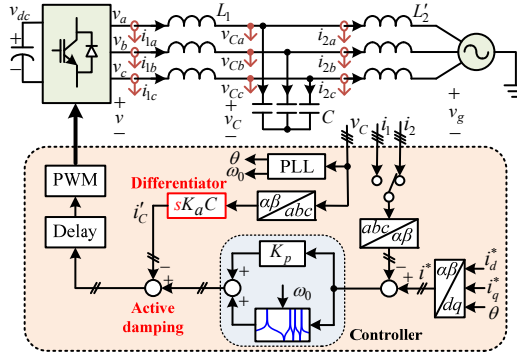 v_dc
+
−
v_a
v_b
v_c
i_1a
i_1b
i_1c
+
v
−
L_1
v_Ca
v_Cb
v_Cc
+
v_C
−
C
i_2a
i_2b
i_2c
L'_2
+
v_g
−
v_C
i_1
i_2
θ
ω_0
PLL
PWM
Differentiator
sK_aC
αβ
abc
i'_C
abc
αβ
Delay
K_p
ω_0
+
+
−
+
−
+
i^*
αβ
dq
i_d^*
i_q^*
θ
Active
damping
Controller